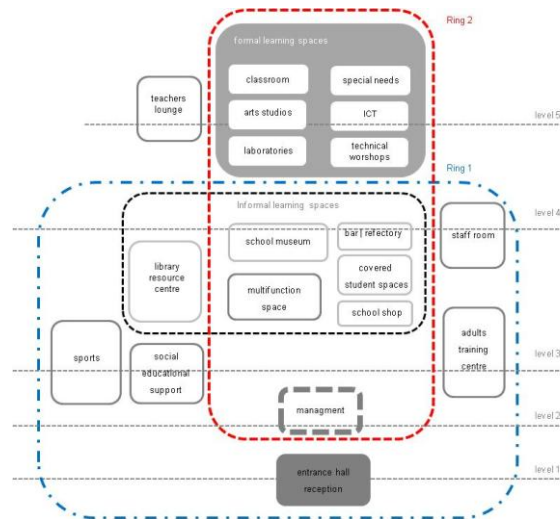 Ring 2
formal learning spaces
classroom
special needs
teachers
lounge
arts studios
ICT
level 5
laboratories
technical
worshops
Ring 1
Informal learning spaces
level 4
school museum
bar | refectory
staff room
library
resource
centre
covered
student spaces
multifunction
space
school shop
sports
social
educational
support
adults
training
centre
level 3
managment
level 2
entrance hall
reception
level 1